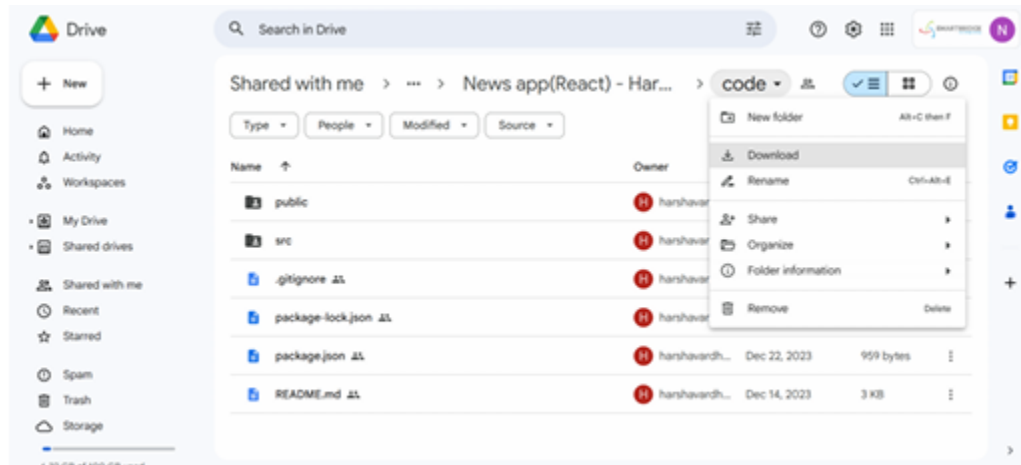 Drive
Search in Drive
SMARTBRIDGE
N
New
Shared with me > ... > News app(React) - Har... > code
Type People Modified Source
Home
Activity
Workspaces
My Drive
Shared drives
Shared with me
Recent
Starred
Spam
Trash
Storage
Name Owner
public H harshavar
src H harshavar
.gitignore H harshavar
package-lock.json H harshavar
package.json H harshavardh... Dec 22, 2023 959 bytes
README.md H harshavardh... Dec 14, 2023 3 KB
New folder Alt+C then F
Download
Rename Ctrl+Alt+E
Share
Organize
Folder information
Remove Delete